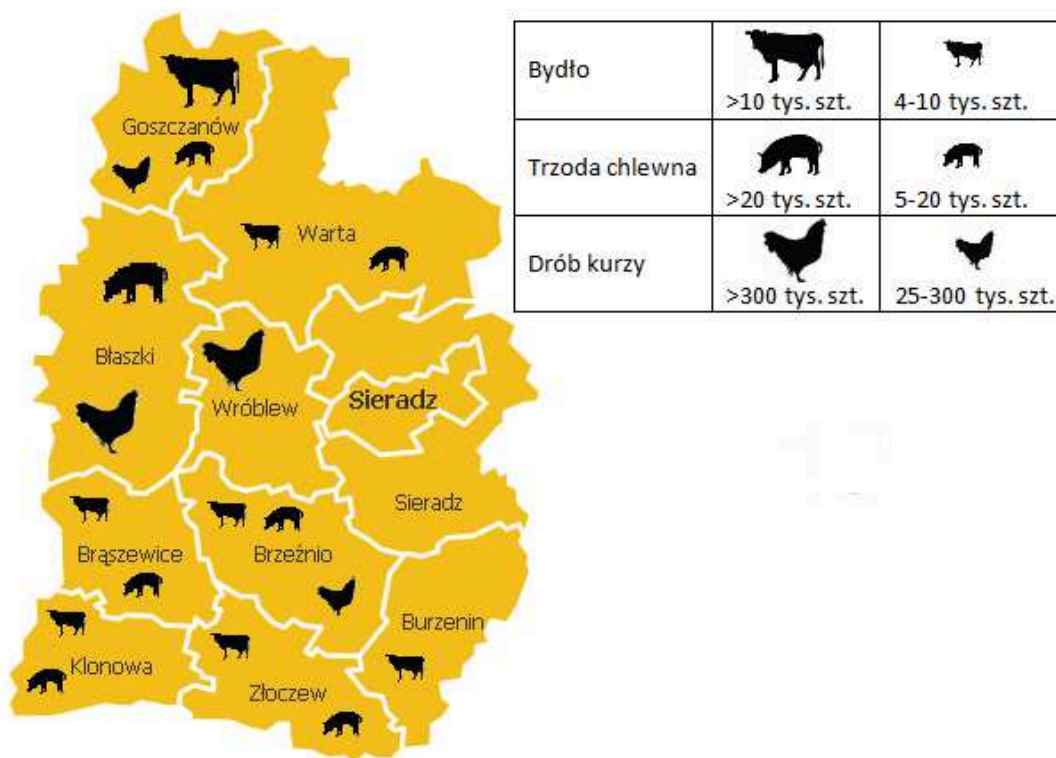 Goszczanów
Warta
Błaszki
Wróblew
Sieradz
Sieradz
Brąszewice
Brzeźnio
Burzenin
Klonowa
Złoczew
Bydło
>10 tys. szt.
4-10 tys. szt.
Trzoda chlewna
>20 tys. szt.
5-20 tys. szt.
Drób kurzy
>300 tys. szt.
25-300 tys. szt.